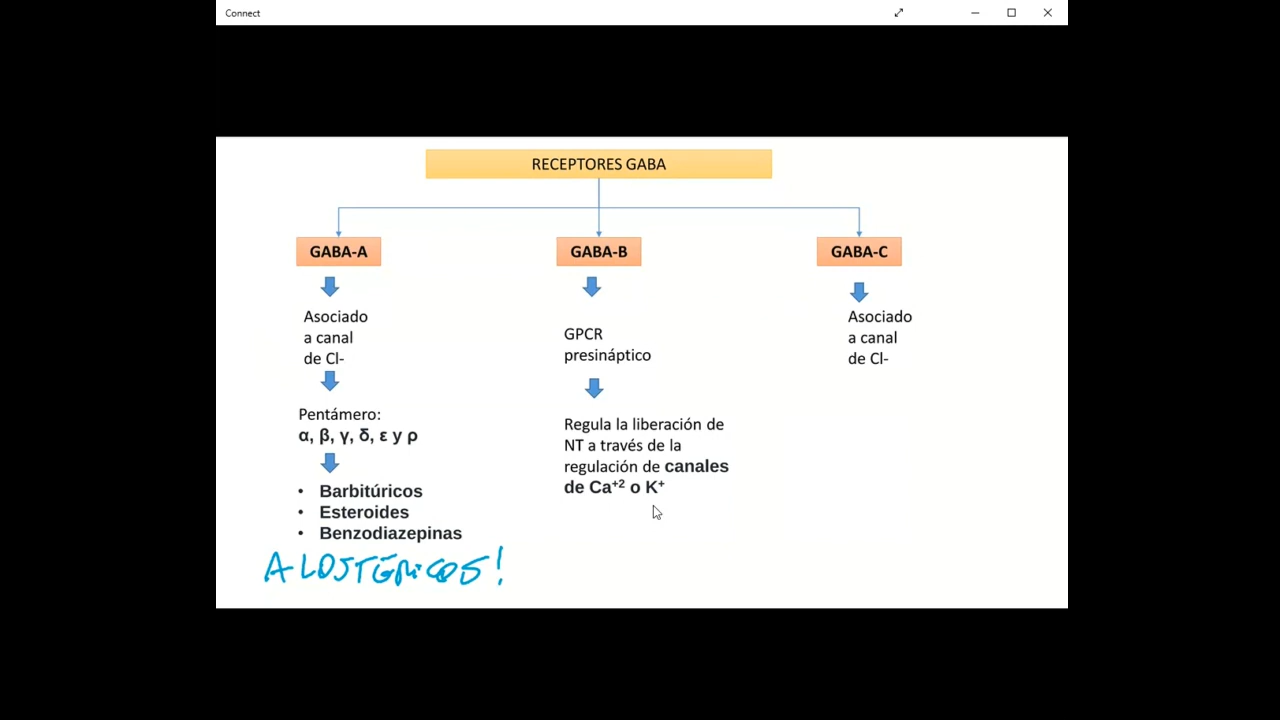 Connect
RECEPTORES GABA
GABA-A
Asociado
a canal
de Cl-
Pentámero:
α, β, γ, δ, ε y ρ
• Barbitúricos
• Esteroides
• Benzodiazepinas
ALOSTÉRICOS!
GABA-B
GPCR
presináptico
Regula la liberación de
NT a través de la
regulación de canales
de Ca⁺² o K⁺
GABA-C
Asociado
a canal
de Cl-